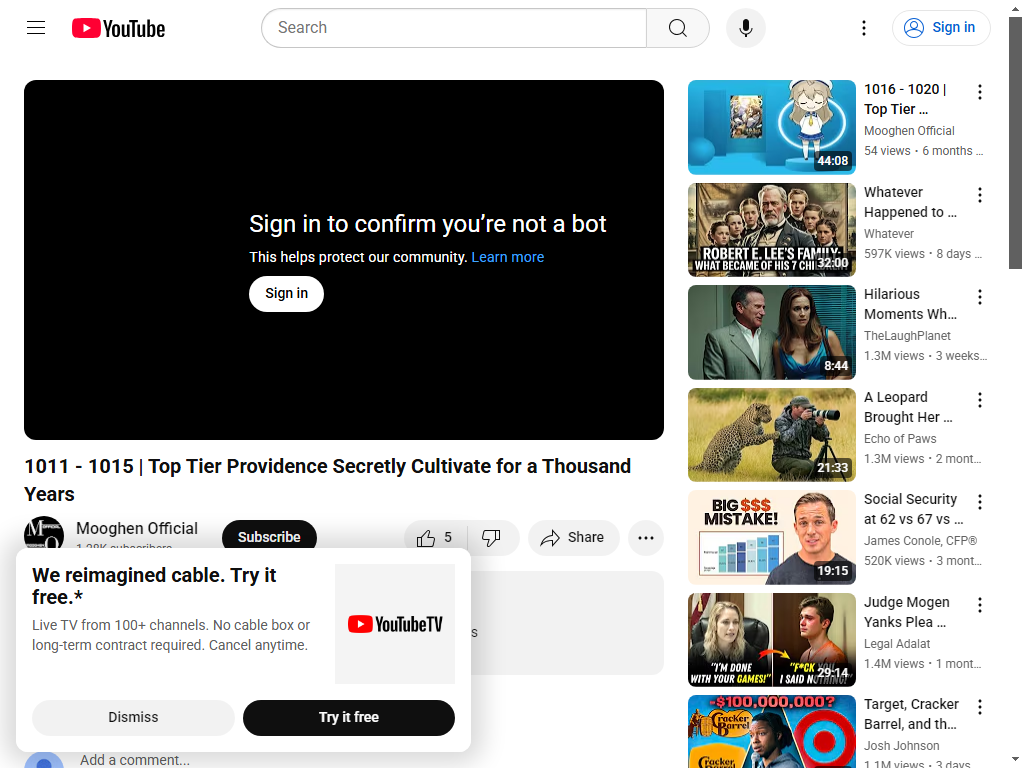 YouTube
Search
Sign in
Sign in to confirm you're not a bot
This helps protect our community. Learn more
Sign in
1011 - 1015 | Top Tier Providence Secretly Cultivate for a Thousand
Years
Mooghen Official
Subscribe
5
Share
We reimagined cable. Try it
free.*
Live TV from 100+ channels. No cable box or
long-term contract required. Cancel anytime.
YouTubeTV
Dismiss
Try it free
Add a comment...
44:08
1016 - 1020 |
Top Tier ...
Mooghen Official
54 views • 6 months ...
ROBERT E. LEE'S FAMILY:
WHAT BECAME OF HIS 7
32:00
Whatever
Happened to ...
Whatever
597K views • 8 days ...
8:44
Hilarious
Moments Wh...
TheLaughPlanet
1.3M views • 3 weeks...
21:33
A Leopard
Brought Her ...
Echo of Paws
1.3M views • 2 mont...
BIG $$$
MISTAKE!
19:15
Social Security
at 62 vs 67 vs ...
James Conole, CFP®
520K views • 3 mont...
"I'M DONE
WITH YOUR GAMES!"
"F*CK YOU
I SAID NOTHING!"
29:14
Judge Mogen
Yanks Plea ...
Legal Adalat
1.4M views • 1 mont...
-$100,000,000?
Cracker
Barrel
Cracker
Target, Cracker
Barrel, and th...
Josh Johnson
1.1M views • 3 days